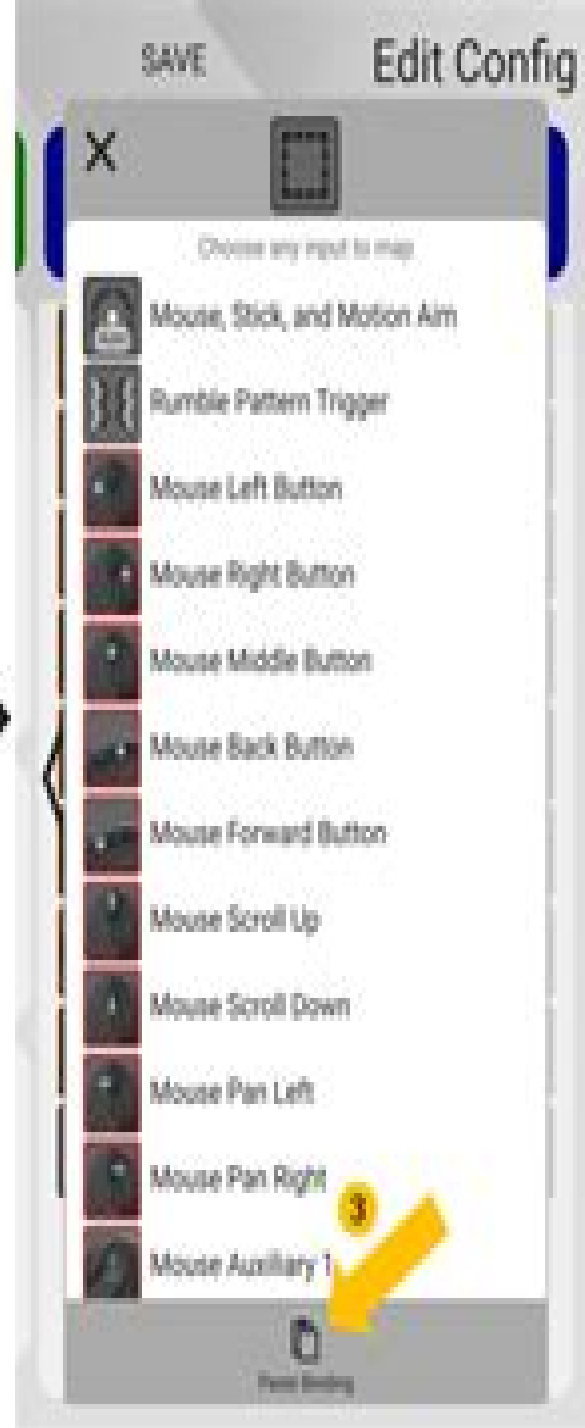 SAVE Edit Config
X
Choose any input to map
Mouse, Stick, and Motion Aim
Rumble Pattern Trigger
Mouse Left Button
Mouse Right Button
Mouse Middle Button
Mouse Back Button
Mouse Forward Button
Mouse Scroll Up
Mouse Scroll Down
Mouse Pan Left
Mouse Pan Right
3
Mouse Auxiliary 1
Paste Binding